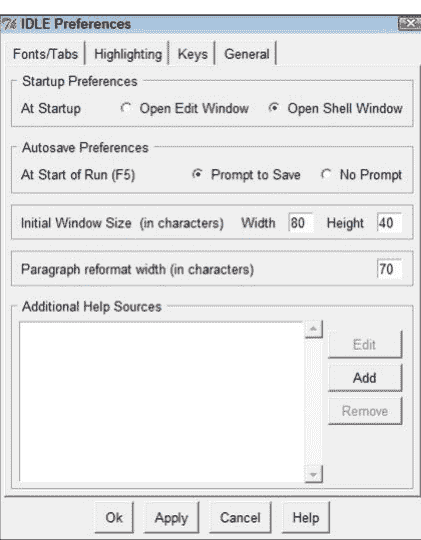 IDLE Preferences
Fonts/Tabs Highlighting Keys General
Startup Preferences
At Startup Open Edit Window Open Shell Window
Autosave Preferences
At Start of Run (F5) Prompt to Save No Prompt
Initial Window Size (in characters) Width 80 Height 40
Paragraph reformat width (in characters) 70
Additional Help Sources
Edit
Add
Remove
Ok Apply Cancel Help